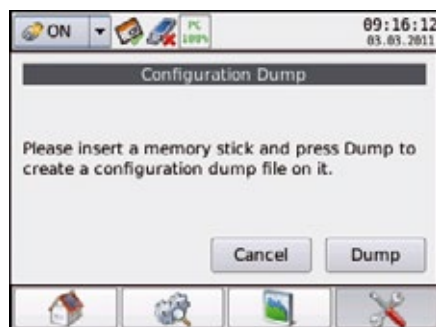 ON
PC
100%
09:16:12
03.03.2011
Configuration Dump
Please insert a memory stick and press Dump to
create a configuration dump file on it.
Cancel
Dump